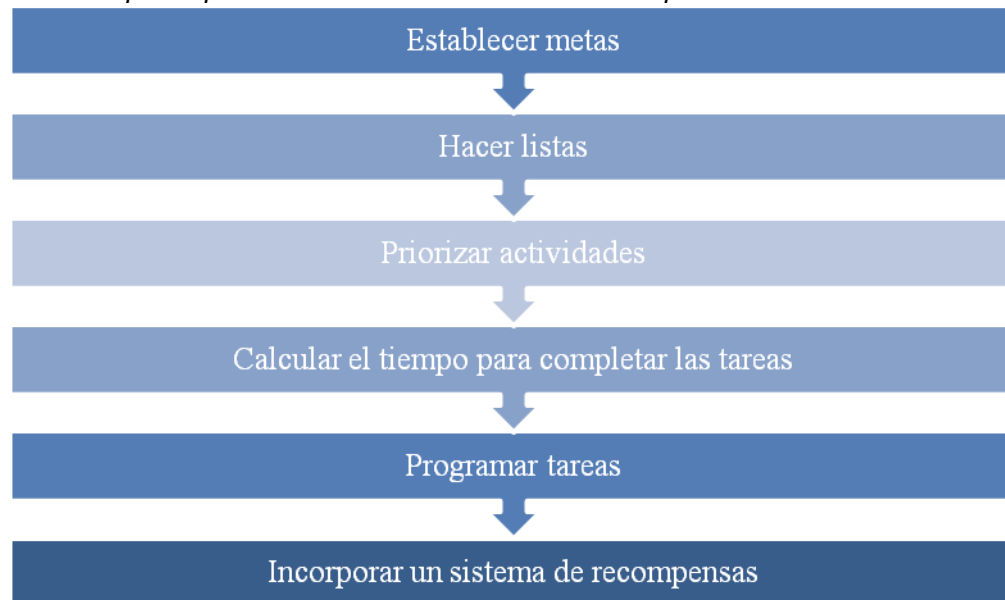 Establecer metas
Hacer listas
Priorizar actividades
Calcular el tiempo para completar las tareas
Programar tareas
Incorporar un sistema de recompensas